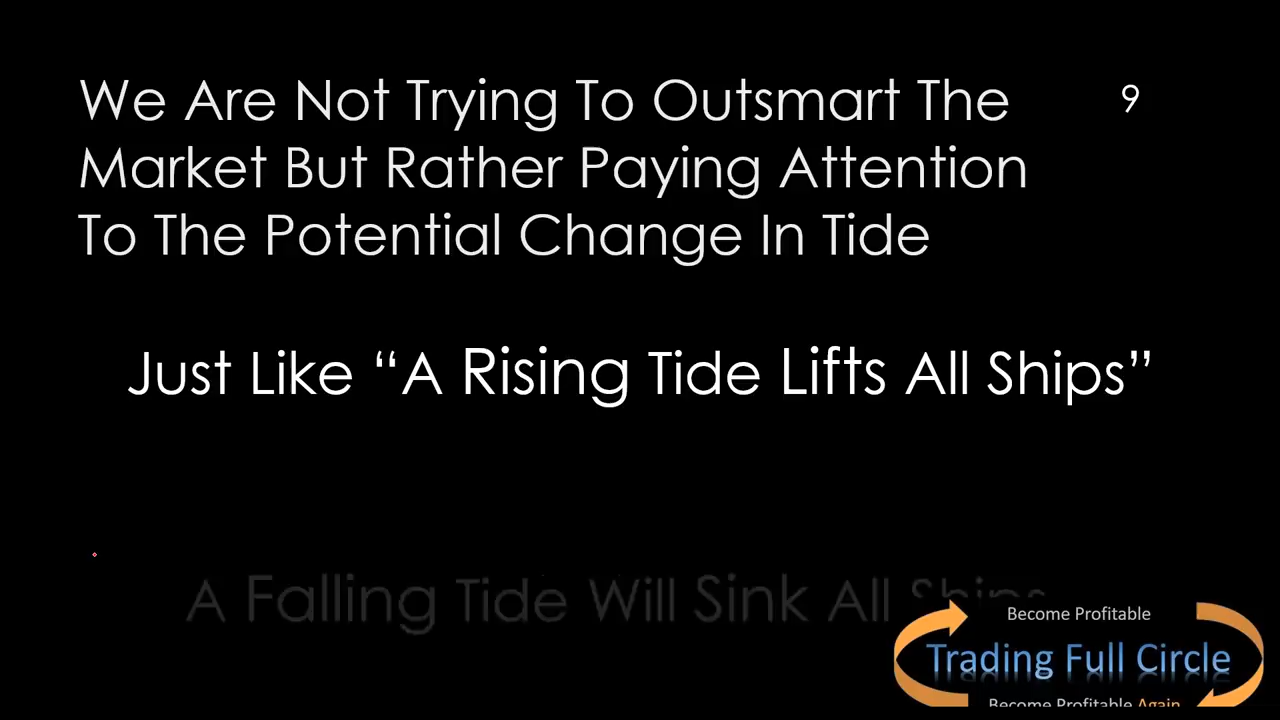 We Are Not Trying To Outsmart The
9
Market But Rather Paying Attention
To The Potential Change In Tide
Just Like “A Rising Tide Lifts All Ships”
A Falling Tide Will Sink All Ships
Become Profitable
Trading Full Circle
Become Profitable Again